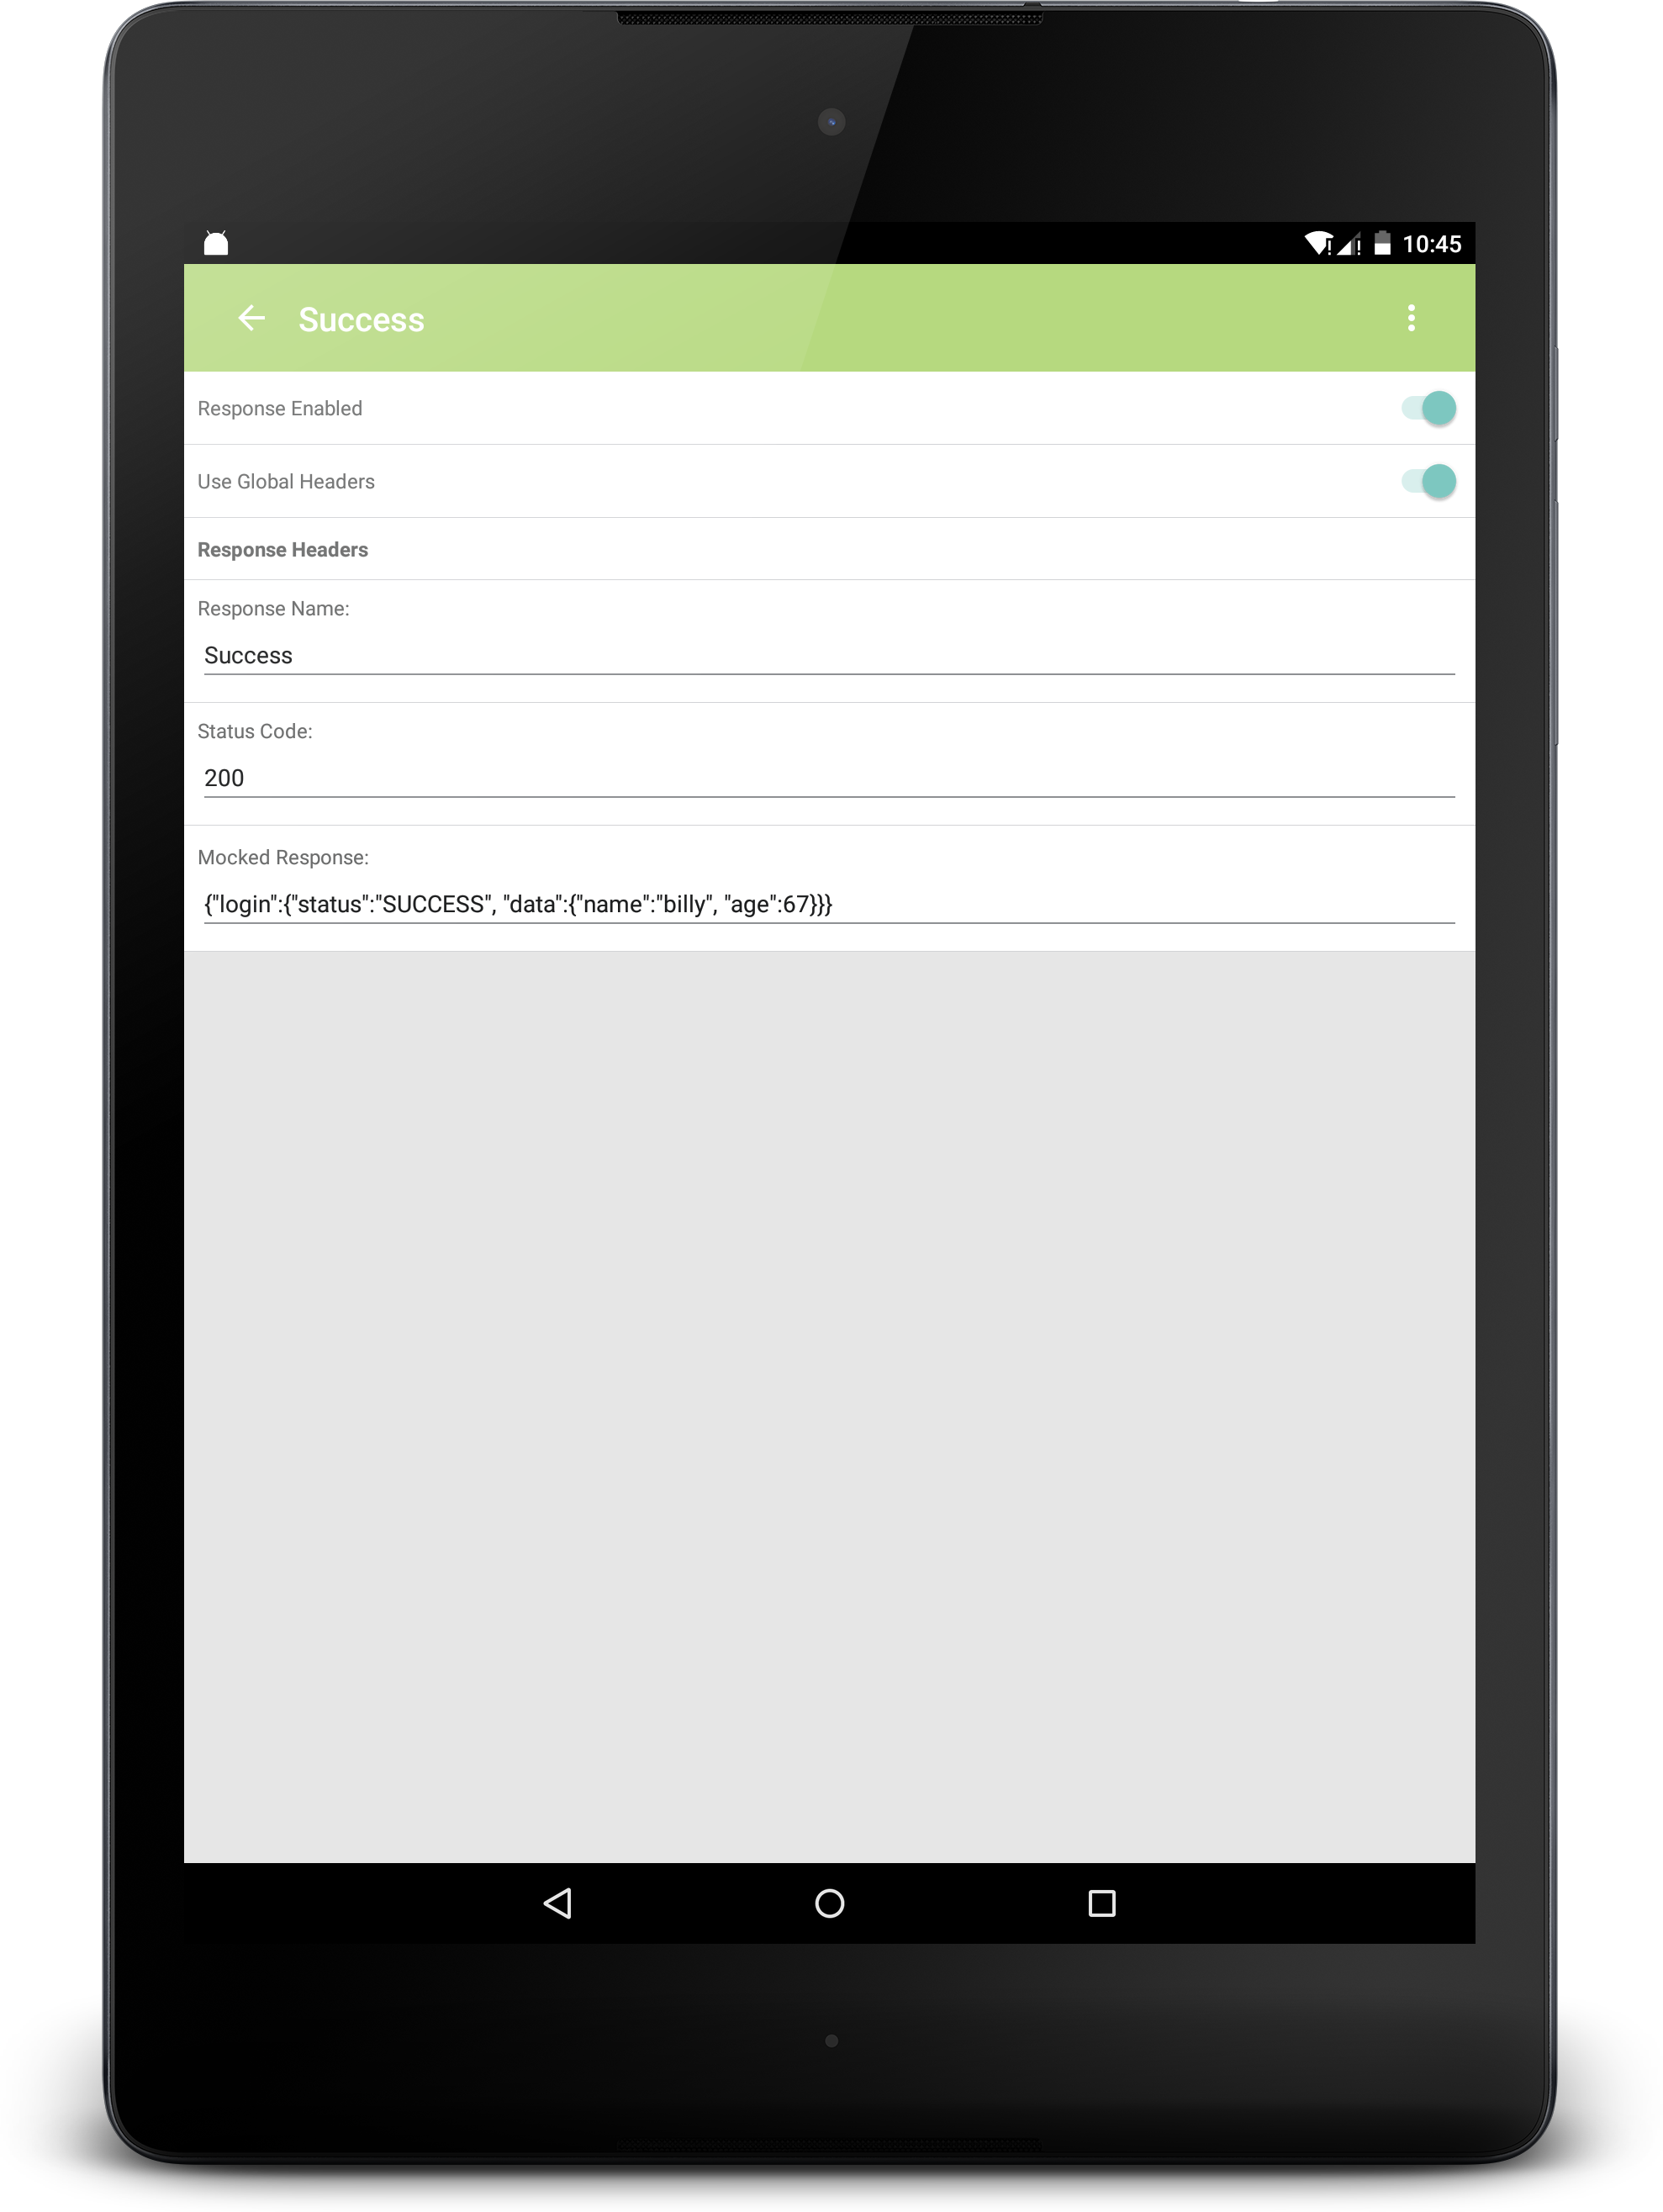 10:45
Success
Response Enabled
Use Global Headers
Response Headers
Response Name:
Success
Status Code:
200
Mocked Response:
{"login":{"status":"SUCCESS", "data":{"name":"billy", "age":67}}}